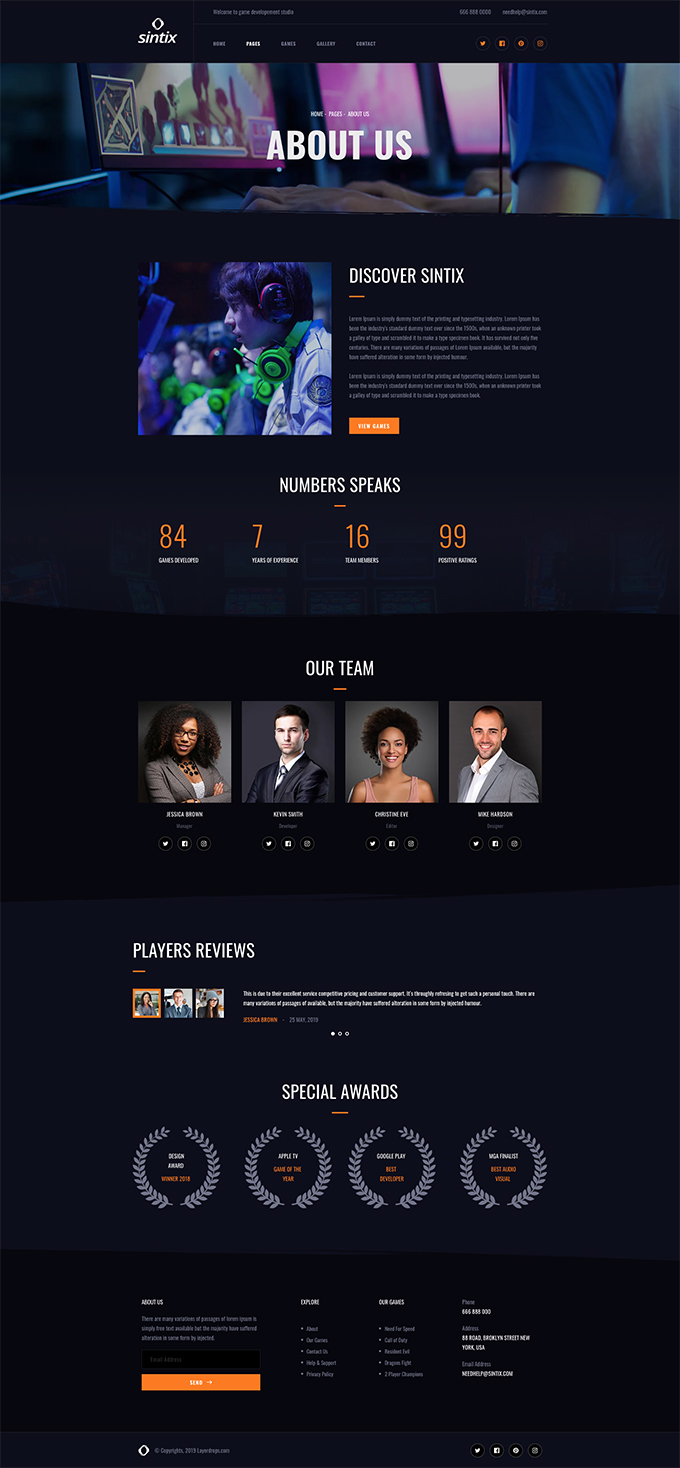 sintix
Welcome to game developement studio
666 888 0000
needhelp@sintix.com
HOME
PAGES
GAMES
GALLERY
CONTACT
HOME - PAGES - ABOUT US
ABOUT US
DISCOVER SINTIX
Lorem Ipsum is simply dummy text of the printing and typesetting industry. Lorem Ipsum has
been the industry's standard dummy text ever since the 1500s, when an unknown printer took
a galley of type and scrambled it to make a type specimen book. It has survived not only five
centuries. There are many variations of passages of Lorem Ipsum available, but the majority
have suffered alteration in some form by injected humour.
Lorem Ipsum is simply dummy text of the printing and typesetting industry. Lorem Ipsum has
been the industry's standard dummy text ever since the 1500s, when an unknown printer took
a galley of type and scrambled it to make a type specimen book.
VIEW GAMES
NUMBERS SPEAKS
84
7
16
99
GAMES DEVELOPED
YEARS OF EXPERIENCE
TEAM MEMBERS
POSITIVE RATINGS
OUR TEAM
JESSICA BROWN
KEVIN SMITH
CHRISTINE EVE
MIKE HARDSON
Manager
Developer
Editor
Designer
PLAYERS REVIEWS
This is due to their excellent service competitive pricing and customer support. It's throughly refresing to get such a personal touch. There are
many variations of passages of available, but the majority have suffered alteration in some form by injected humour.
JESSICA BROWN - 25 MAY, 2019
SPECIAL AWARDS
DESIGN
AWARD
WINNER 2018
APPLE TV
GAME OF THE
YEAR
GOOGLE PLAY
BEST
DEVELOPER
MGA FINALIST
BEST AUDIO
VISUAL
ABOUT US
There are many variations of passages of lorem ipsum is
simply free text available but the majority have suffered
alteration in some form by injected.
Email Address
SEND
EXPLORE
About
Our Games
Contact Us
Help & Support
Privacy Policy
OUR GAMES
Need For Speed
Call of Duty
Resident Evil
Dragons Fight
2 Player Champions
Phone
666 888 000
Address
88 ROAD, BROKLYN STREET NEW
YORK, USA
Email Address
NEEDHELP@SINTIX.COM
© Copyrights, 2019 Layerdrops.com